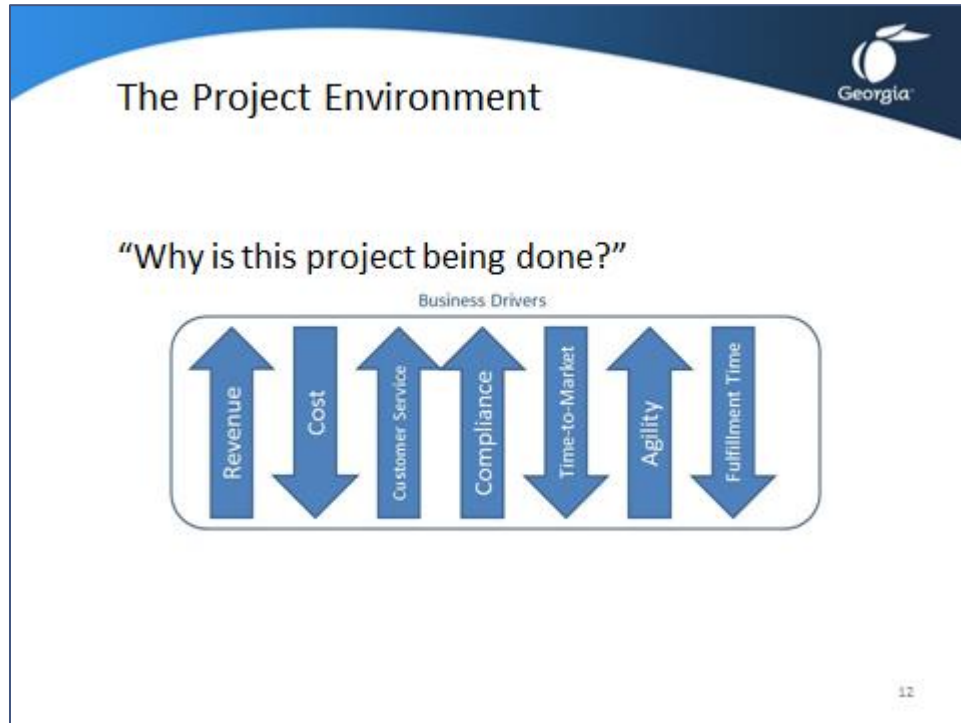 Georgia
The Project Environment
“Why is this project being done?”
Business Drivers
Revenue
Cost
Customer Service
Compliance
Time-to-Market
Agility
Fulfillment Time
12